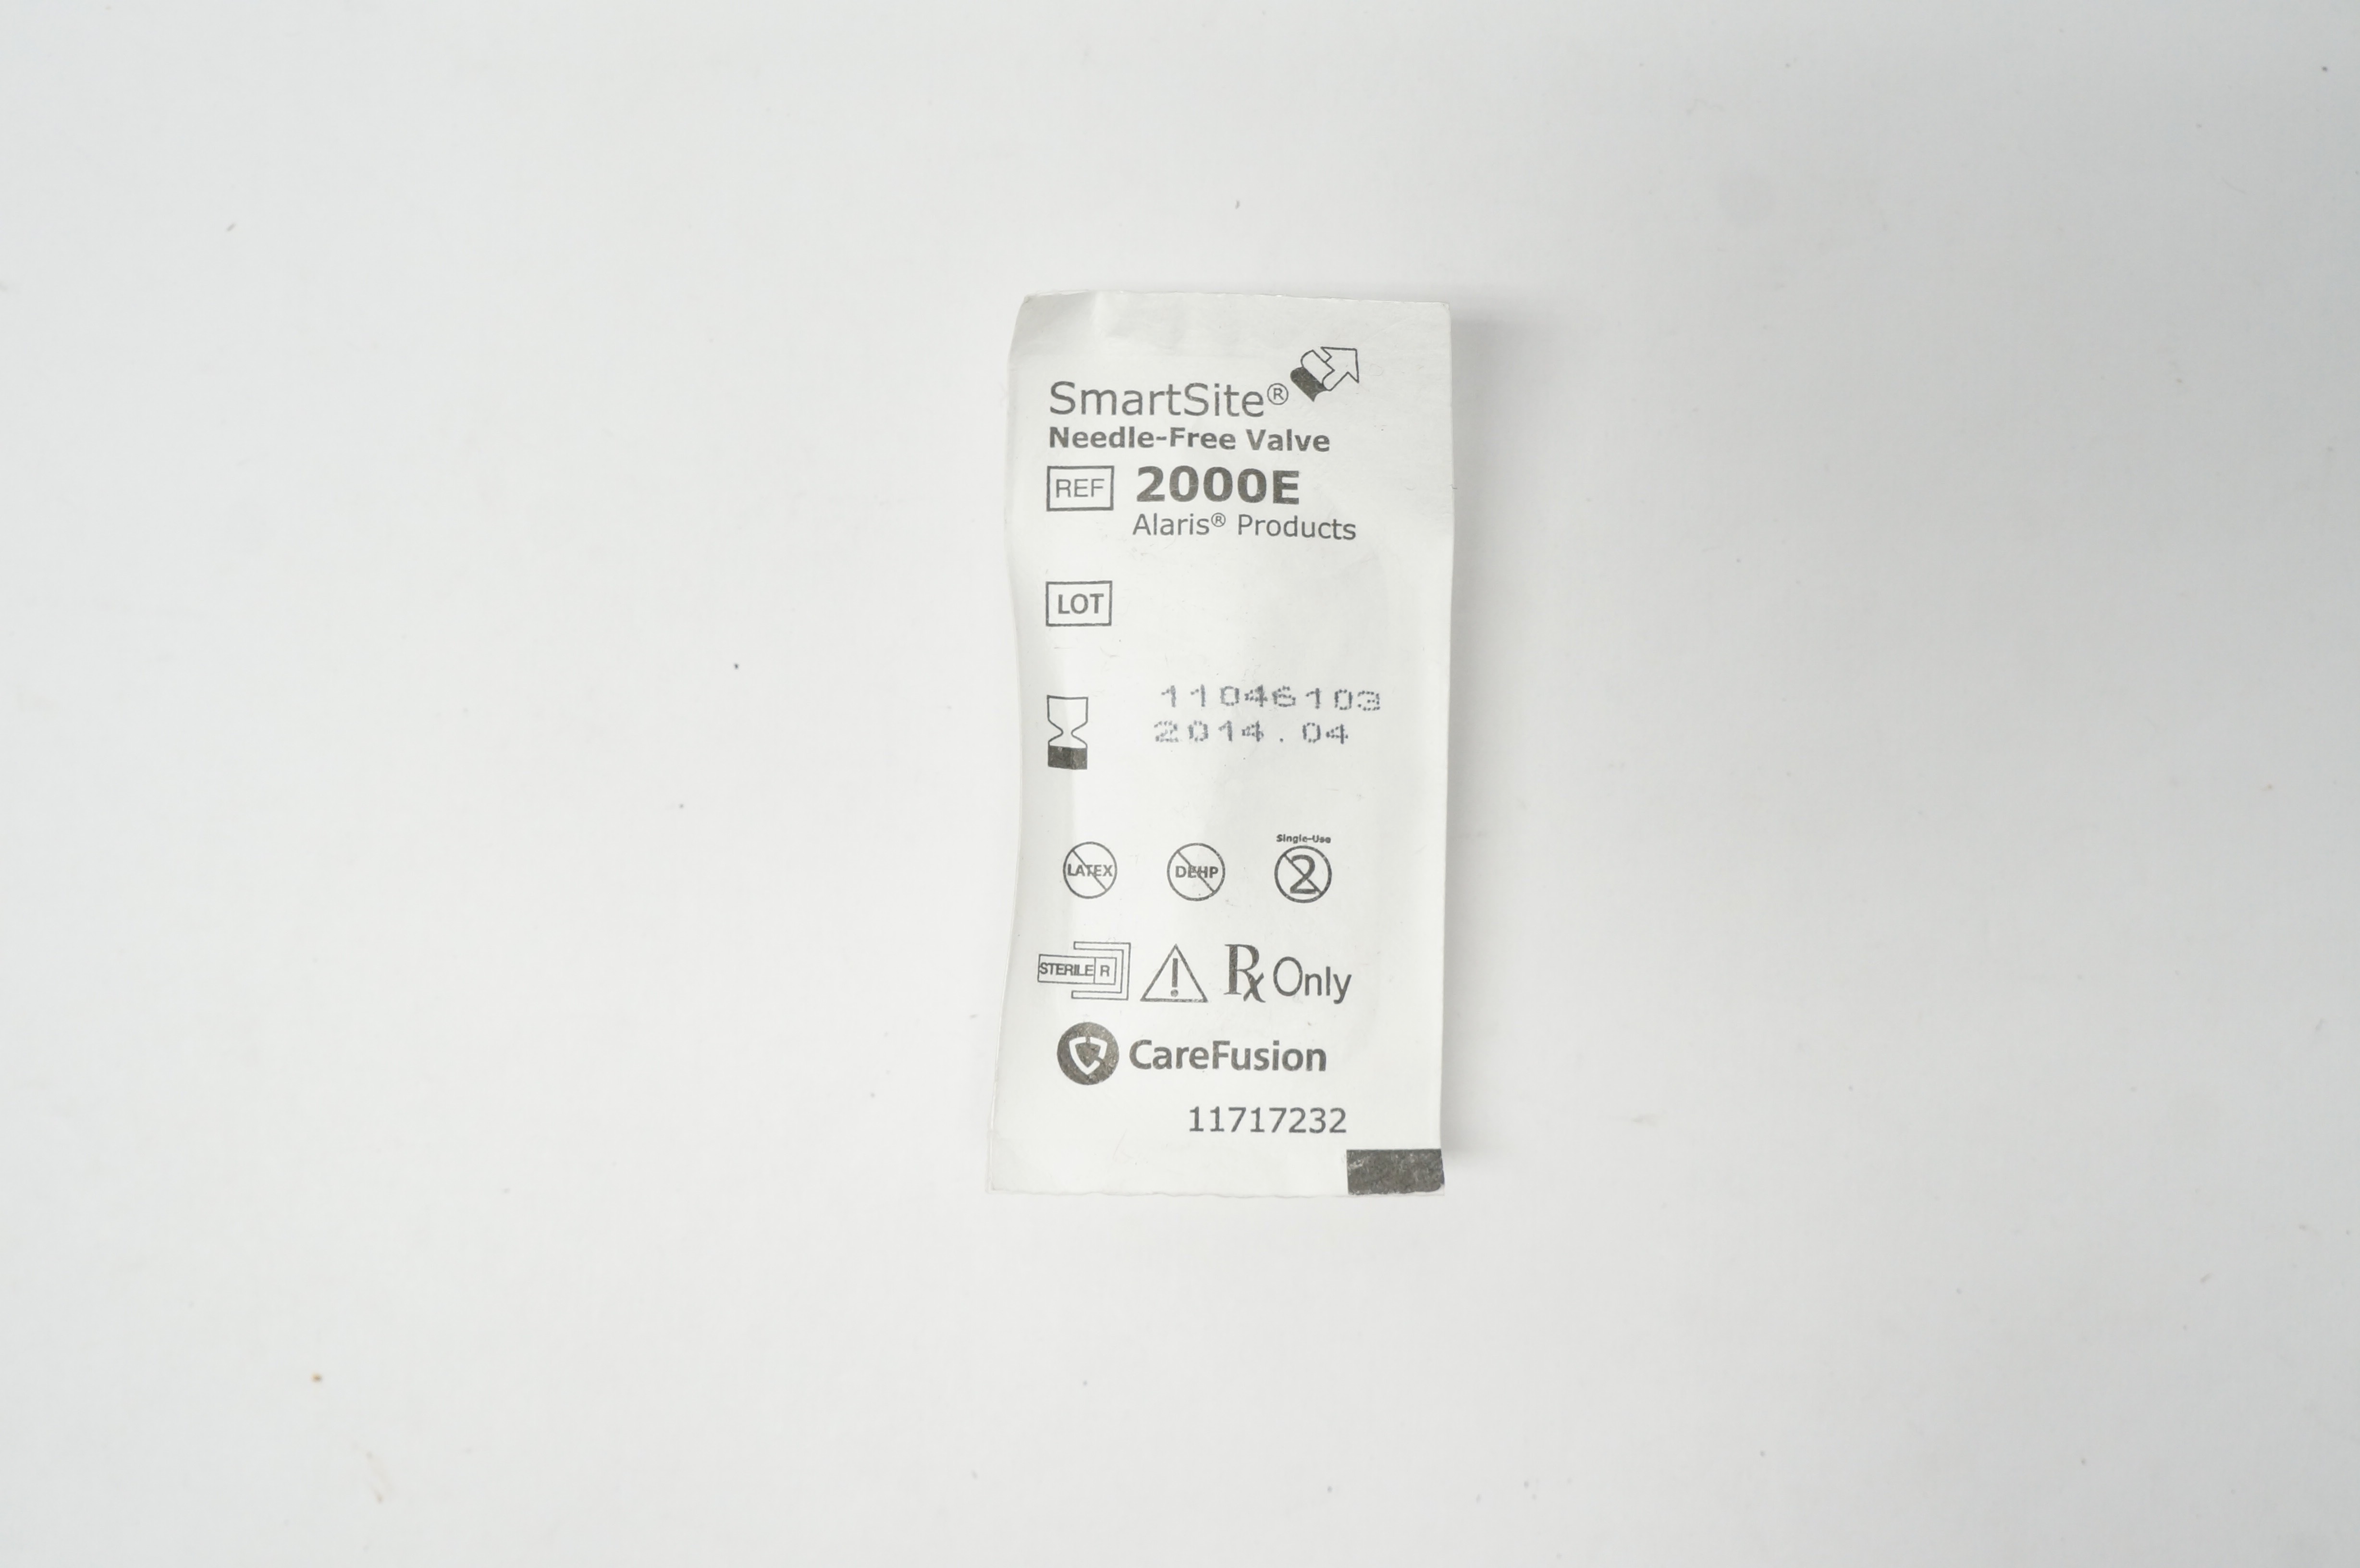 SmartSite®
Needle-Free Valve
REF 2000E
Alaris® Products
LOT
11046103
2014.04
Single-Use
LATEX DEHP 2
STERILE R ! Rx Only
CareFusion
11717232